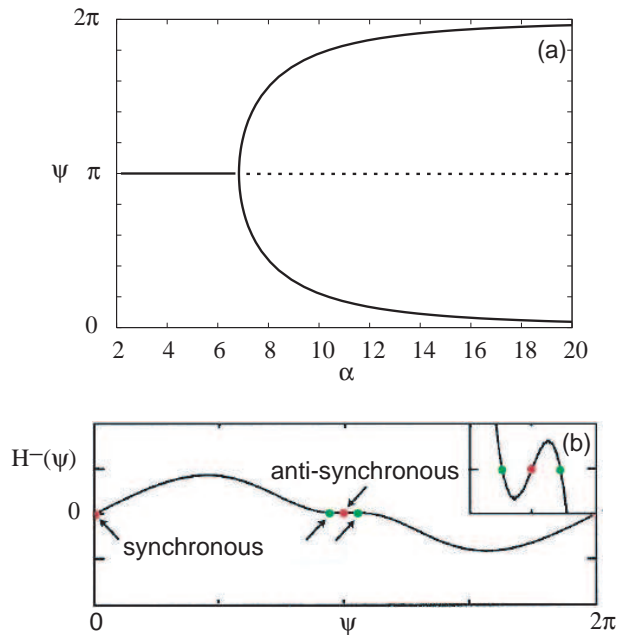 2π
(a)
ψ π
0
2 4 6 8 10 12 14 16 18 20
α
H−(ψ)
(b)
anti-synchronous
0
synchronous
0 ψ 2π